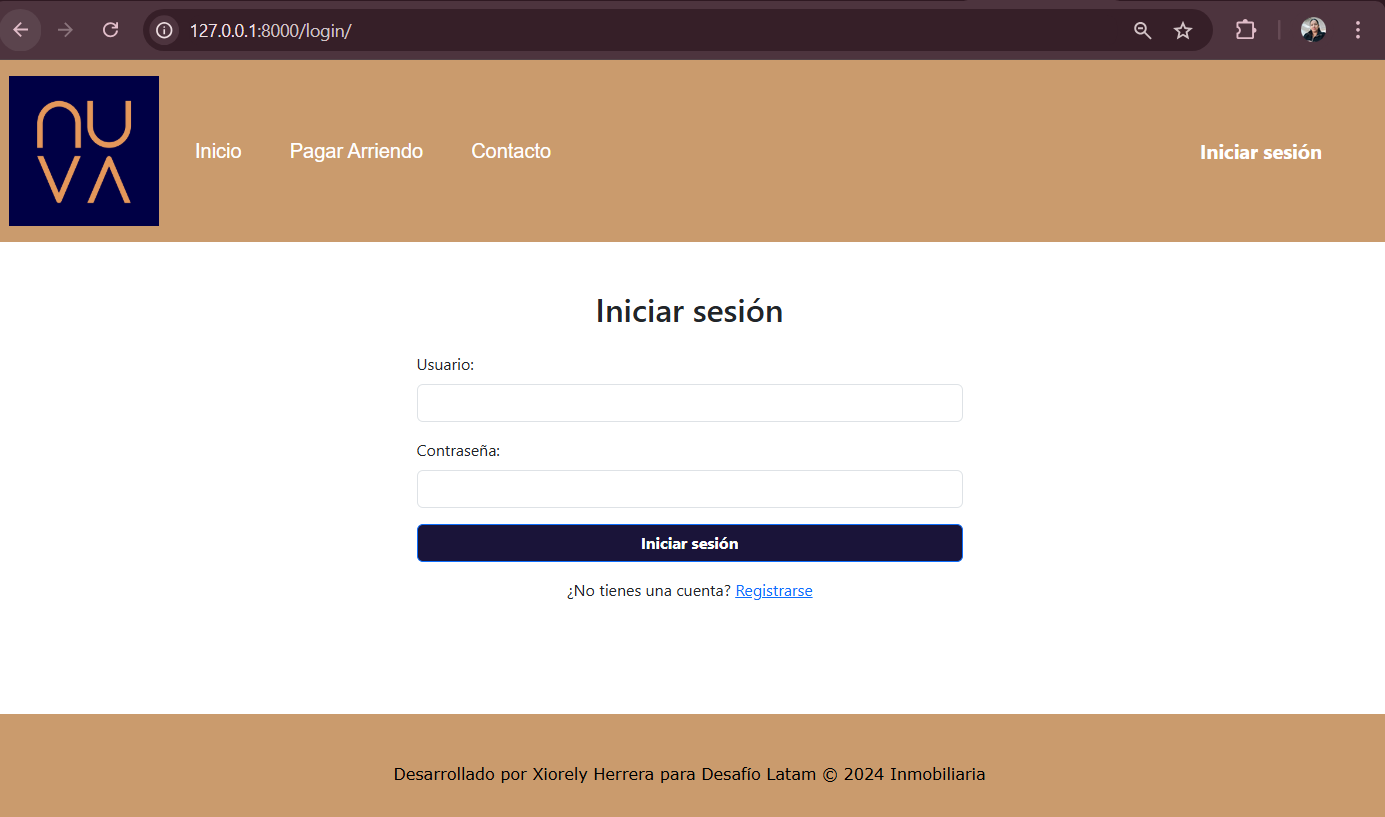 127.0.0.1:8000/login/
NU
VA
Inicio Pagar Arriendo Contacto Iniciar sesión
Iniciar sesión
Usuario:
Contraseña:
Iniciar sesión
¿No tienes una cuenta? Registrarse
Desarrollado por Xiorely Herrera para Desafío Latam © 2024 Inmobiliaria